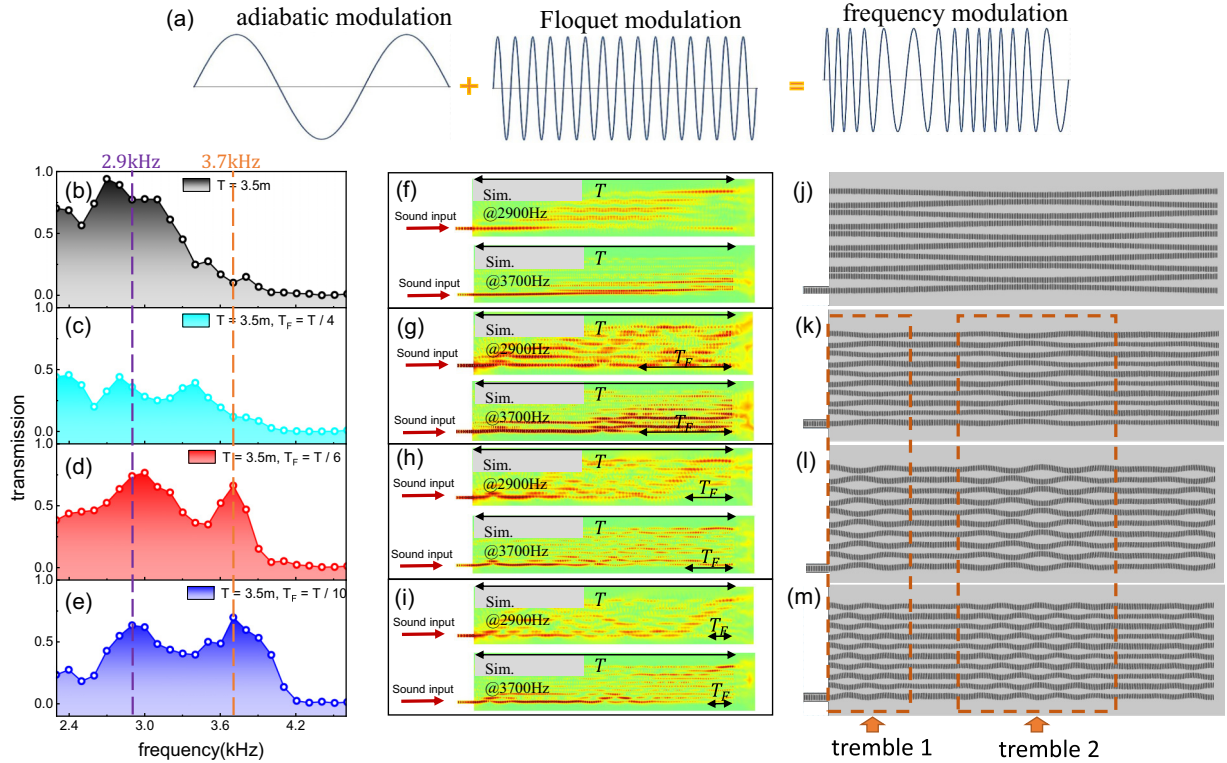 (a)
adiabatic modulation
Floquet modulation
frequency modulation
+
=
2.9kHz
3.7kHz
transmission
(b)
T = 3.5m
1.0
0.5
0.0
(c)
T = 3.5m, T_F = T / 4
0.5
0.0
(d)
T = 3.5m, T_F = T / 6
1.0
0.5
0.0
(e)
T = 3.5m, T_F = T / 10
1.0
0.5
0.0
2.4 3.0 3.6 4.2
frequency(kHz)
(f)
Sim.
@2900Hz
T
Sound input
Sim.
@3700Hz
T
Sound input
(g)
Sim.
@2900Hz
T
Sound input
T_F
Sim.
@3700Hz
T
Sound input
T_F
(h)
Sim.
@2900Hz
T
Sound input
T_F
Sim.
@3700Hz
T
Sound input
T_F
(i)
Sim.
@2900Hz
T
Sound input
T_F
Sim.
@3700Hz
T
Sound input
T_F
(j)
(k)
(l)
(m)
tremble 1
tremble 2